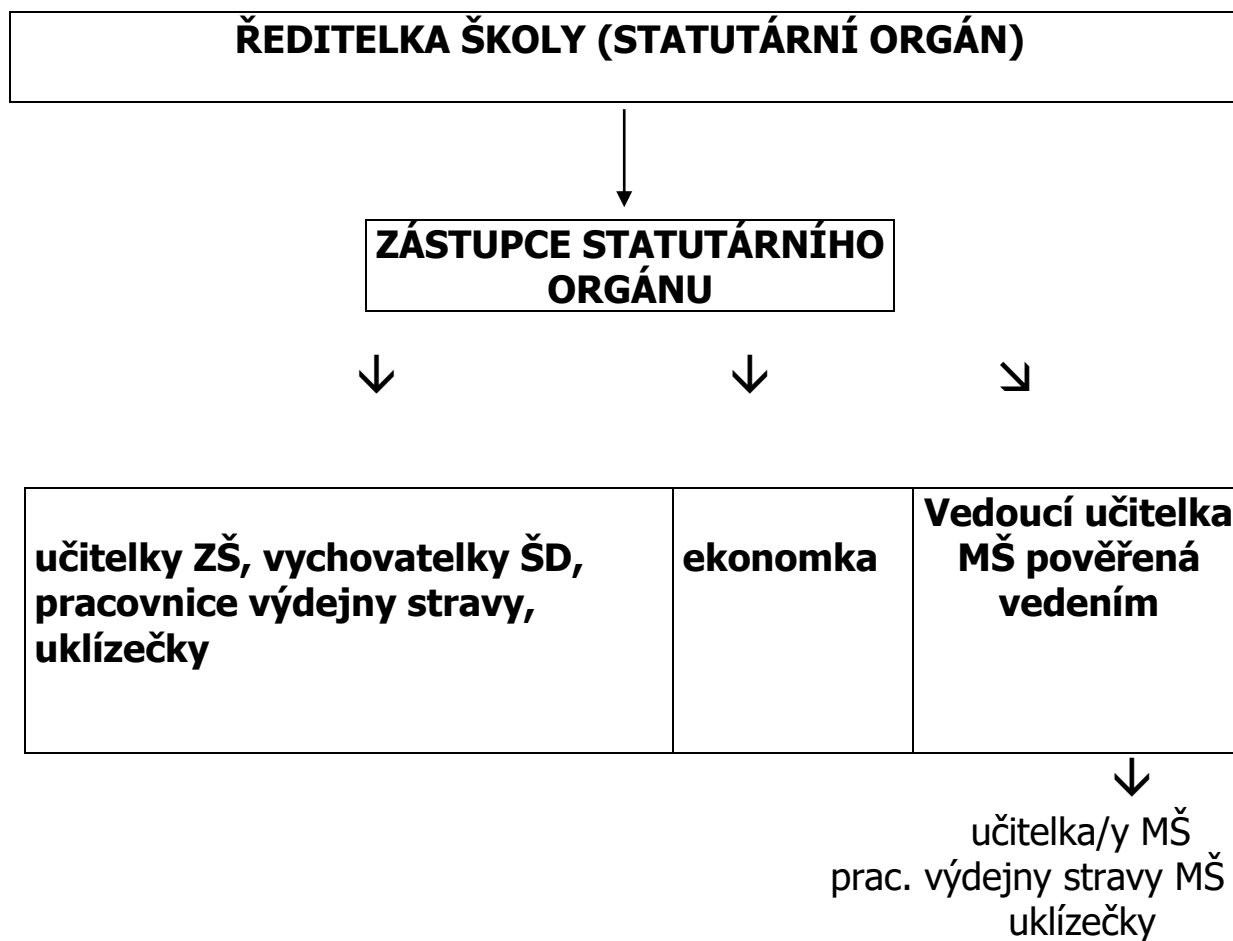 ŘEDITELKA ŠKOLY (STATUTÁRNÍ ORGÁN)
ZÁSTUPCE STATUTÁRNÍHO
ORGÁNU
učitelky ZŠ, vychovatelky ŠD,
pracovnice výdejny stravy,
uklízečky
ekonomka
Vedoucí učitelka
MŠ pověřená
vedením
učitelka/y MŠ
prac. výdejny stravy MŠ
uklízečky